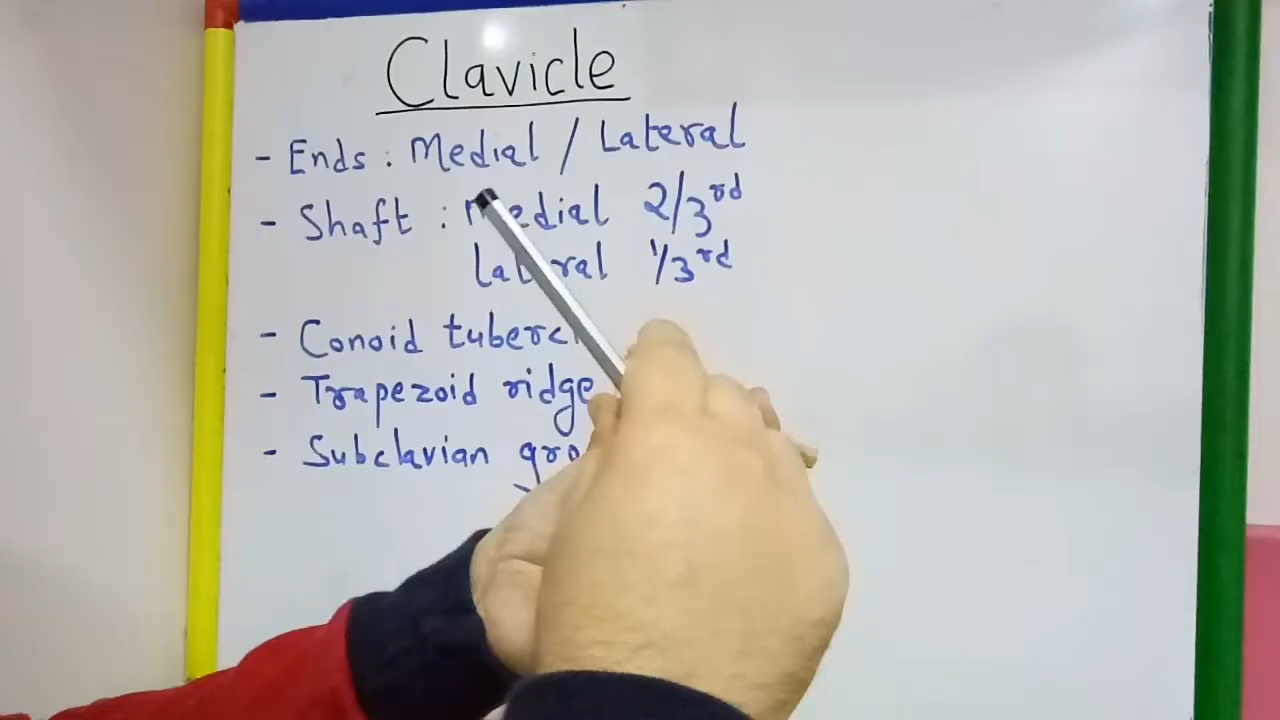 Clavicle
- Ends : Medial / Lateral
- Shaft : Medial 2/3rd
lateral 1/3rd
- Conoid
- Trapezoid ridge
- Subclavian